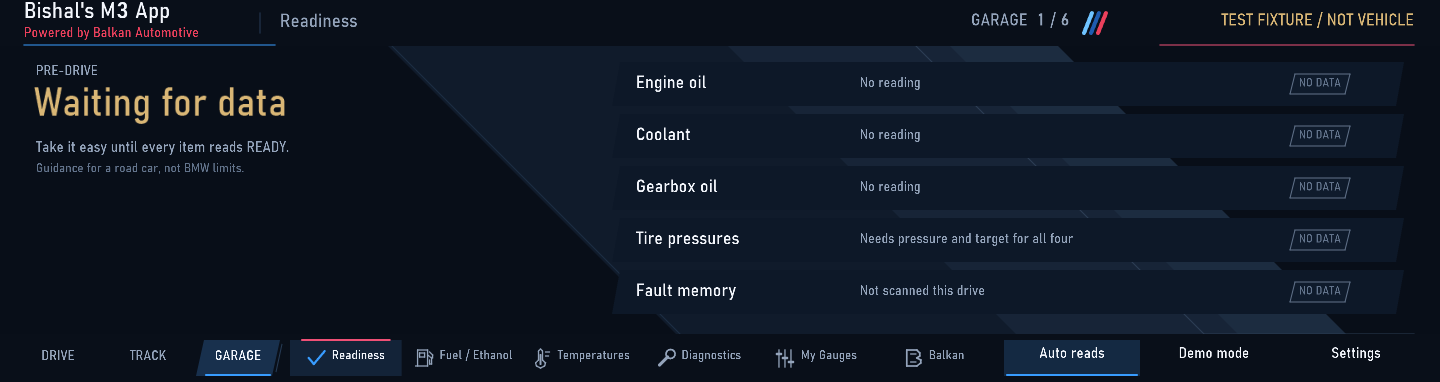 Bishal's M3 App
Powered by Balkan Automotive
Readiness
GARAGE 1 / 6
TEST FIXTURE / NOT VEHICLE
PRE-DRIVE
Waiting for data
Take it easy until every item reads READY.
Guidance for a road car, not BMW limits.
Engine oil No reading NO DATA
Coolant No reading NO DATA
Gearbox oil No reading NO DATA
Tire pressures Needs pressure and target for all four NO DATA
Fault memory Not scanned this drive NO DATA
DRIVE TRACK GARAGE Readiness Fuel / Ethanol Temperatures Diagnostics My Gauges Balkan Auto reads Demo mode Settings